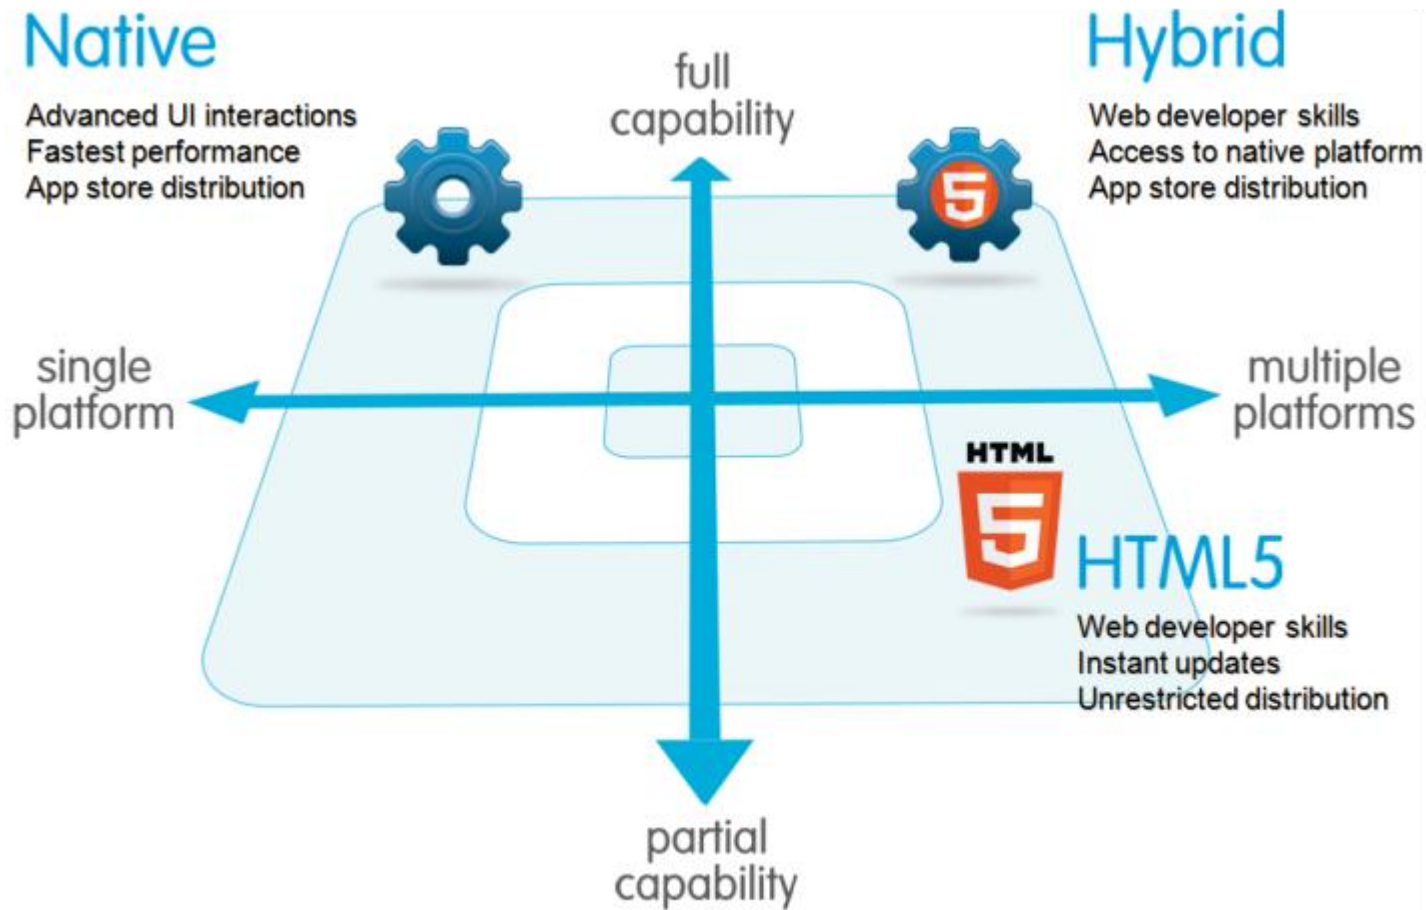 Native
Advanced UI interactions
Fastest performance
App store distribution
full
capability
Hybrid
Web developer skills
Access to native platform
App store distribution
5
single
platform
multiple
platforms
HTML
5
HTML5
Web developer skills
Instant updates
Unrestricted distribution
partial
capability